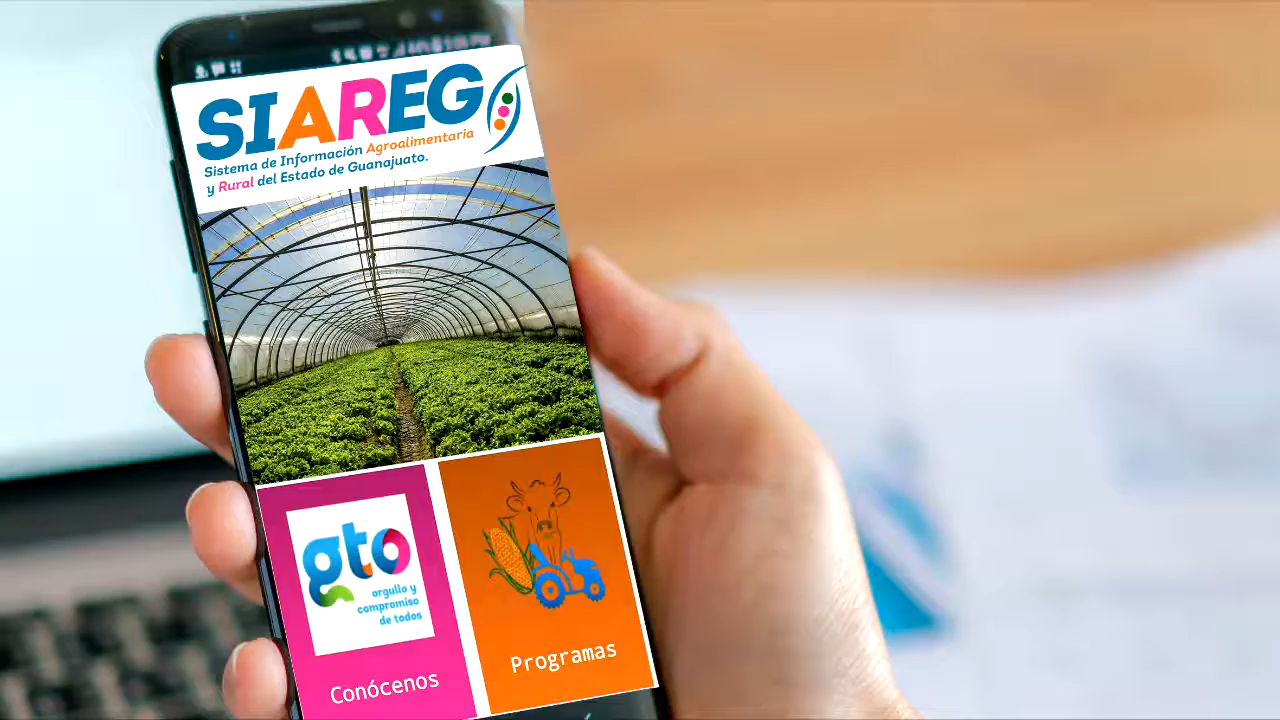 SIAREG
Sistema de Información Agroalimentaria
y Rural del Estado de Guanajuato.
gto
orgullo y
compromiso
de todos
Conócenos
Programas